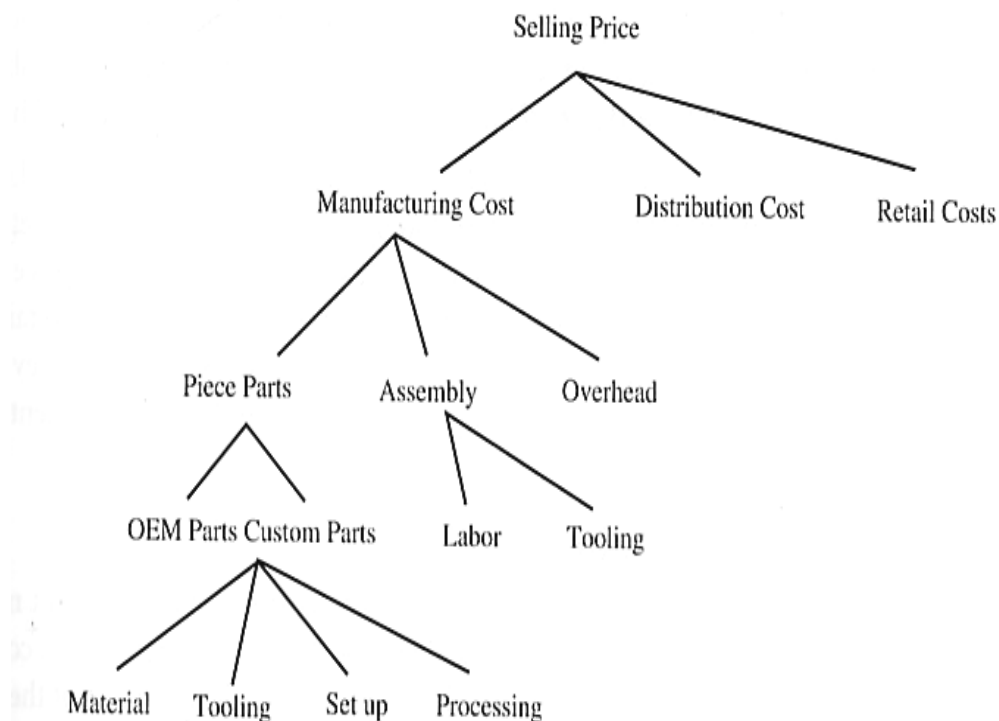 Selling Price
Manufacturing Cost Distribution Cost Retail Costs
Piece Parts Assembly Overhead
OEM Parts Custom Parts Labor Tooling
Material Tooling Set up Processing